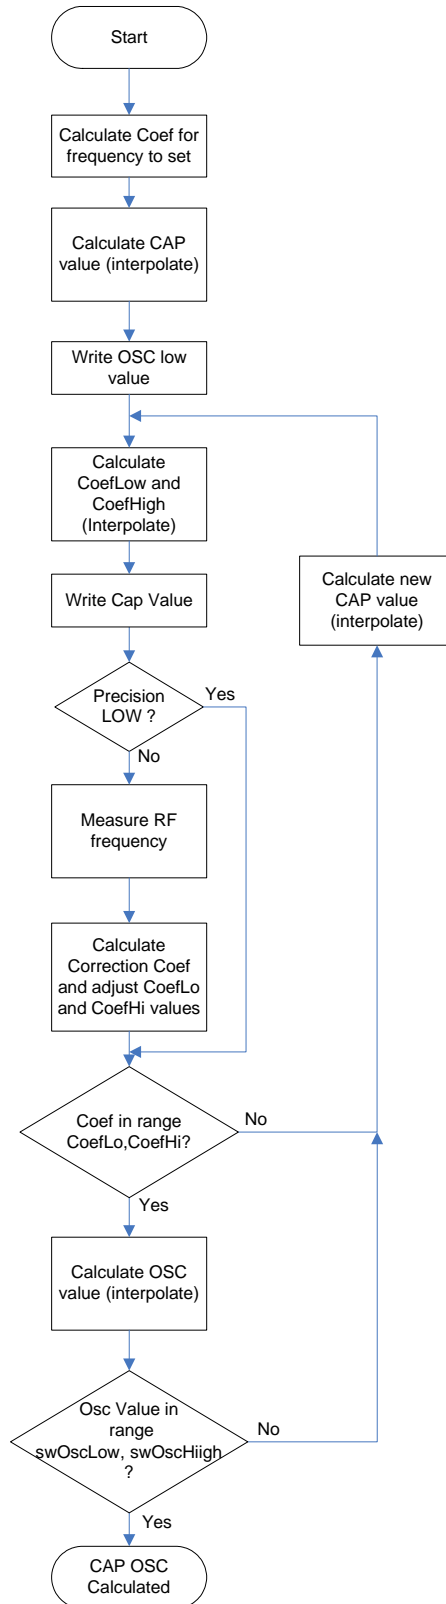 Start
Calculate Coef for
frequency to set
Calculate CAP
value (interpolate)
Write OSC low
value
Calculate
CoefLow and
CoefHigh
(Interpolate)
Calculate new
CAP value
(interpolate)
Write Cap Value
Precision
LOW ?
Yes
No
Measure RF
frequency
Calculate
Correction Coef
and adjust CoefLo
and CoefHi values
Coef in range
CoefLo,CoefHi?
No
Yes
Calculate OSC
value (interpolate)
Osc Value in
range
swOscLow, swOscHiigh
?
No
Yes
CAP OSC
Calculated